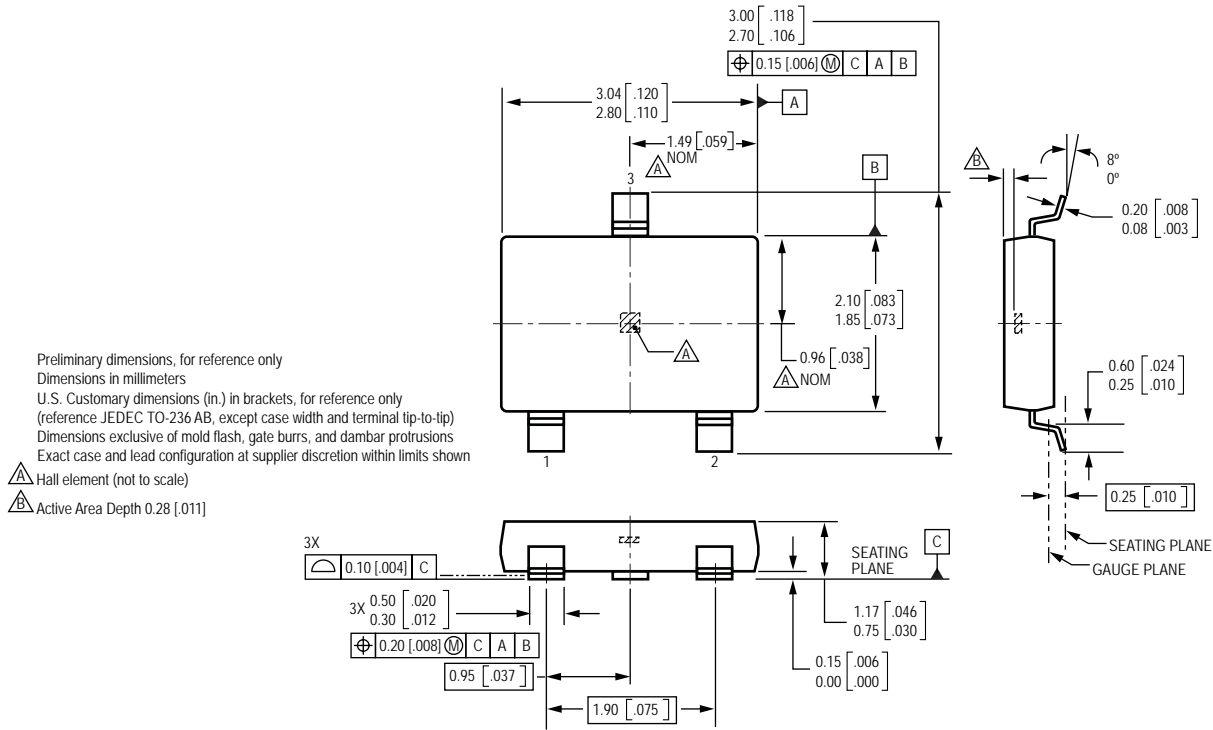 3.00 [.118]
2.70 [.106]
⌖ 0.15 [.006] Ⓜ C A B
3.04 [.120]
2.80 [.110]
A
1.49 [.059]
A NOM
3
B
B
8º
0º
0.20 [.008]
0.08 [.003]
2.10 [.083]
1.85 [.073]
A
0.96 [.038]
A NOM
0.60 [.024]
0.25 [.010]
1
2
0.25 [.010]
SEATING PLANE
GAUGE PLANE
Preliminary dimensions, for reference only
Dimensions in millimeters
U.S. Customary dimensions (in.) in brackets, for reference only
(reference JEDEC TO-236 AB, except case width and terminal tip-to-tip)
Dimensions exclusive of mold flash, gate burrs, and dambar protrusions
Exact case and lead configuration at supplier discretion within limits shown
A Hall element (not to scale)
B Active Area Depth 0.28 [.011]
3X
⌓ 0.10 [.004] C
SEATING
PLANE
C
3X 0.50 [.020]
0.30 [.012]
⌖ 0.20 [.008] Ⓜ C A B
1.17 [.046]
0.75 [.030]
0.15 [.006]
0.00 [.000]
0.95 [.037]
1.90 [.075]